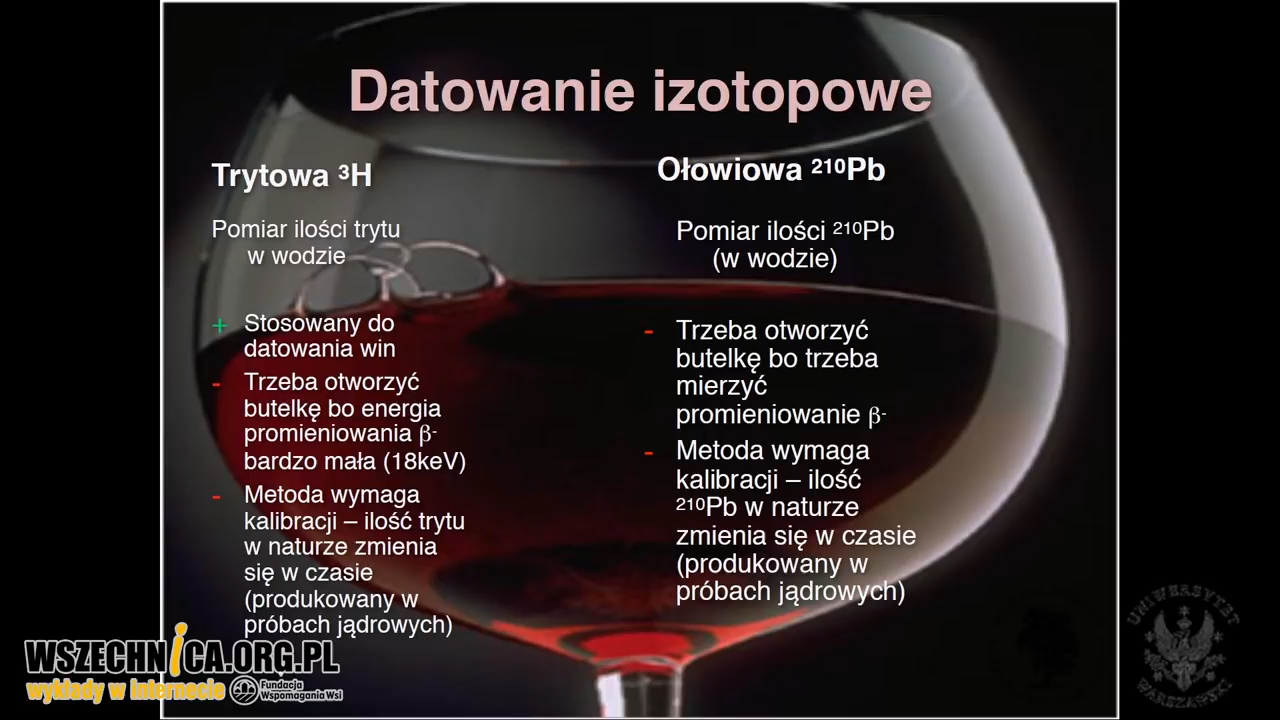 Datowanie izotopowe
Trytowa ³H
Pomiar ilości trytu
w wodzie
+ Stosowany do
datowania win
- Trzeba otworzyć
butelkę bo energia
promieniowania β-
bardzo mała (18keV)
- Metoda wymaga
kalibracji – ilość trytu
w naturze zmienia
się w czasie
(produkowany w
próbach jądrowych)
Ołowiowa ²¹⁰Pb
Pomiar ilości ²¹⁰Pb
(w wodzie)
- Trzeba otworzyć
butelkę bo trzeba
mierzyć
promieniowanie β-
- Metoda wymaga
kalibracji – ilość
²¹⁰Pb w naturze
zmienia się w czasie
(produkowany w
próbach jądrowych)
WSZECHNICA.ORG.PL
wykłady w internecie
Fundacja
Wspomagania Wsi
UNIWERSYTET
WARSZAWSKI